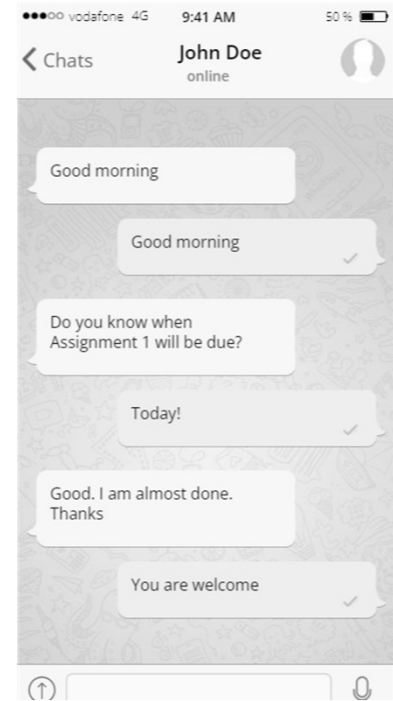 vodafone 4G 9:41 AM 50 %
Chats John Doe
online
Good morning
Good morning
Do you know when
Assignment 1 will be due?
Today!
Good. I am almost done.
Thanks
You are welcome